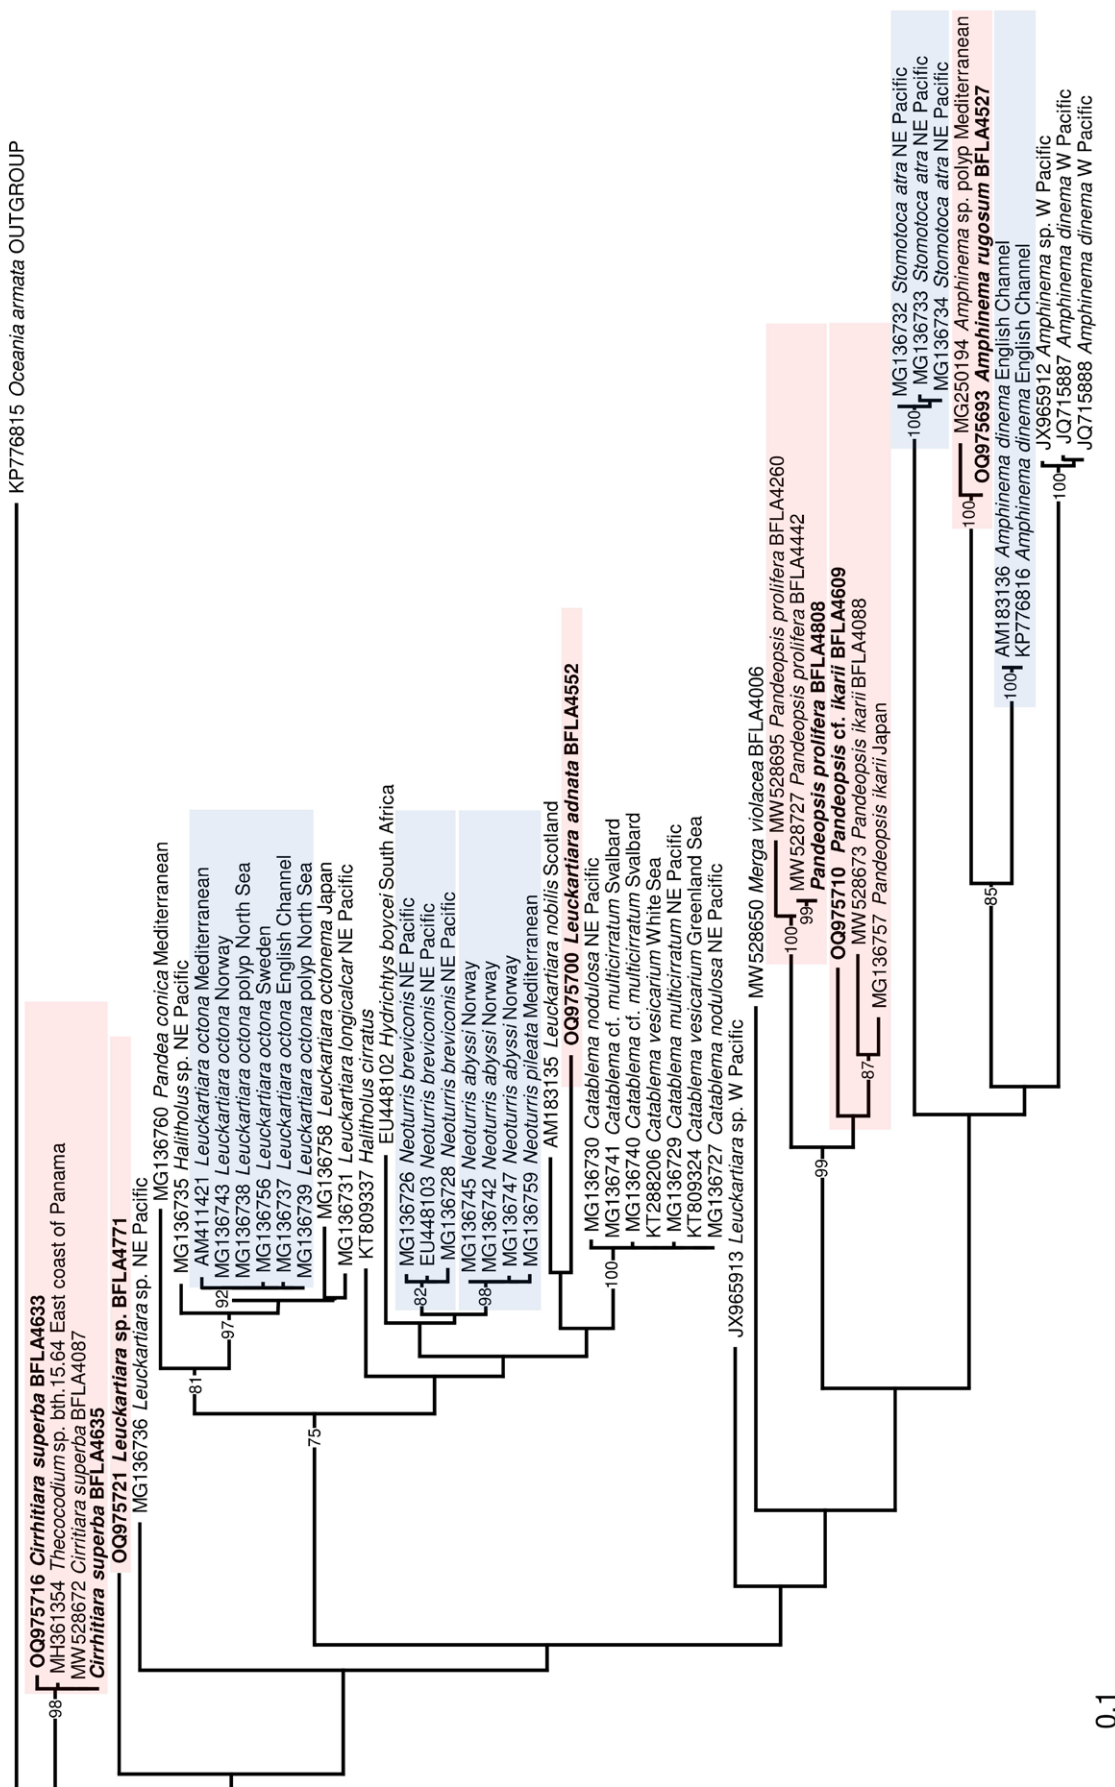 KP776815 Oceania armata OUTGROUP
OQ975716 Cirrhitiara superba BFLA4633
MH361354 Thecocodium sp. bth.15.64 East coast of Panama
MW528672 Cirritiara superba BFLA4087
Cirrhitiara superba BFLA4635
98
OQ975721 Leuckartiara sp. BFLA4771
MG136736 Leuckartiara sp. NE Pacific
MG136760 Pandea conica Mediterranean
MG136735 Halitholus sp. NE Pacific
AM411421 Leuckartiara octona Mediterranean
MG136743 Leuckartiara octona Norway
MG136738 Leuckartiara octona polyp North Sea
MG136756 Leuckartiara octona Sweden
MG136737 Leuckartiara octona English Channel
MG136739 Leuckartiara octona polyp North Sea
MG136758 Leuckartiara octonema Japan
MG136731 Leuckartiara longicalcar NE Pacific
81
97
92
KT809337 Halitholus cirratus
EU448102 Hydrichtys boycei South Africa
MG136726 Neoturris breviconis NE Pacific
EU448103 Neoturris breviconis NE Pacific
MG136728 Neoturris breviconis NE Pacific
82
MG136745 Neoturris abyssi Norway
MG136742 Neoturris abyssi Norway
MG136747 Neoturris abyssi Norway
MG136759 Neoturris pileata Mediterranean
98
75
AM183135 Leuckartiara nobilis Scotland
OQ975700 Leuckartiara adnata BFLA4552
MG136730 Catablema nodulosa NE Pacific
MG136741 Catablema cf. multicirratum Svalbard
MG136740 Catablema cf. multicirratum Svalbard
KT288206 Catablema vesicarium White Sea
MG136729 Catablema multicirratum NE Pacific
KT809324 Catablema vesicarium Greenland Sea
MG136727 Catablema nodulosa NE Pacific
100
JX965913 Leuckartiara sp. W Pacific
MW528650 Merga violacea BFLA4006
MW528695 Pandeopsis prolifera BFLA4260
MW528727 Pandeopsis prolifera BFLA4442
Pandeopsis prolifera BFLA4808
100
99
OQ975710 Pandeopsis cf. ikarii BFLA4609
MW528673 Pandeopsis ikarii BFLA4088
MG136757 Pandeopsis ikarii Japan
87
99
MG136732 Stomotoca atra NE Pacific
MG136733 Stomotoca atra NE Pacific
MG136734 Stomotoca atra NE Pacific
100
MG250194 Amphinema sp. polyp Mediterranean
OQ975693 Amphinema rugosum BFLA4527
100
AM183136 Amphinema dinema English Channel
KP776816 Amphinema dinema English Channel
100
85
JX965912 Amphinema sp. W Pacific
JQ715887 Amphinema dinema W Pacific
JQ715888 Amphinema dinema W Pacific
100
0.1